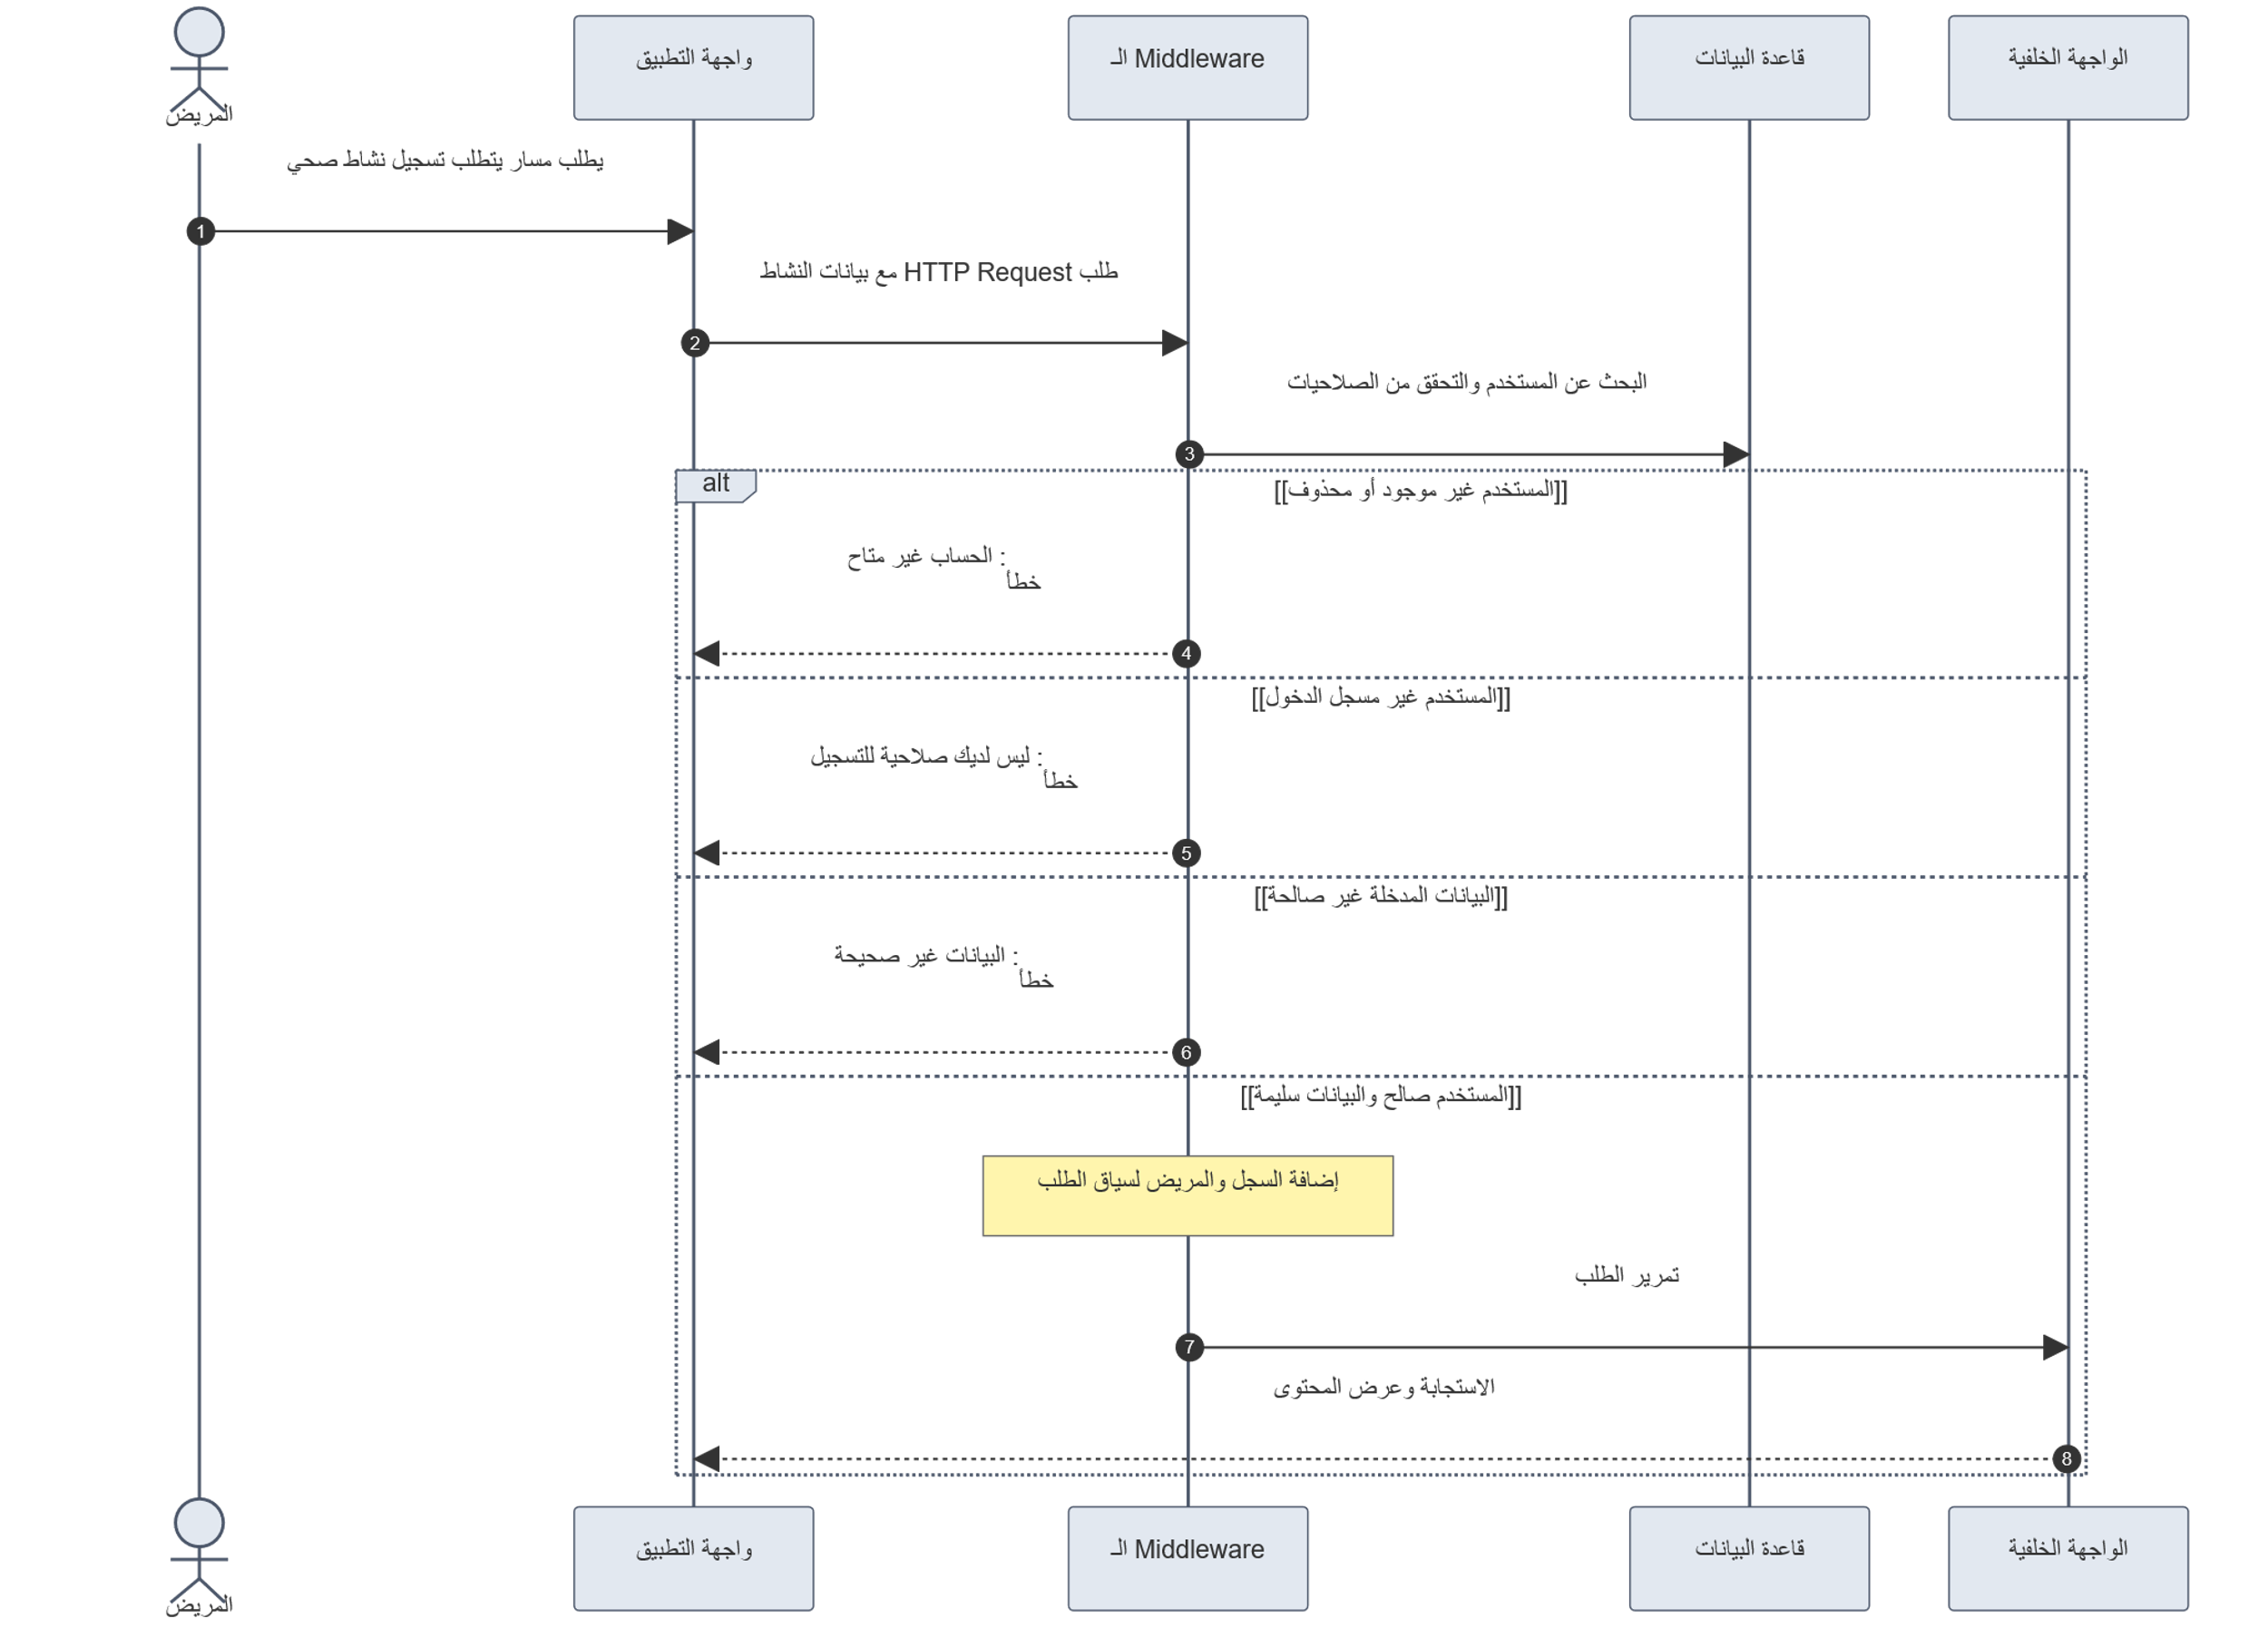 المريض
واجهة التطبيق
الـ Middleware
قاعدة البيانات
الواجهة الخلفية
يطلب مسار يتطلب تسجيل نشاط صحي
1
طلب HTTP Request مع بيانات النشاط
2
البحث عن المستخدم والتحقق من الصلاحيات
3
alt
[[المستخدم غير موجود أو محذوف]]
: الحساب غير متاح
خطأ
4
[[المستخدم غير مسجل الدخول]]
: ليس لديك صلاحية للتسجيل
خطأ
5
[[البيانات المدخلة غير صالحة]]
: البيانات غير صحيحة
خطأ
6
[[المستخدم صالح والبيانات سليمة]]
إضافة السجل والمريض لسياق الطلب
تمرير الطلب
7
الاستجابة وعرض المحتوى
8
المريض
واجهة التطبيق
الـ Middleware
قاعدة البيانات
الواجهة الخلفية